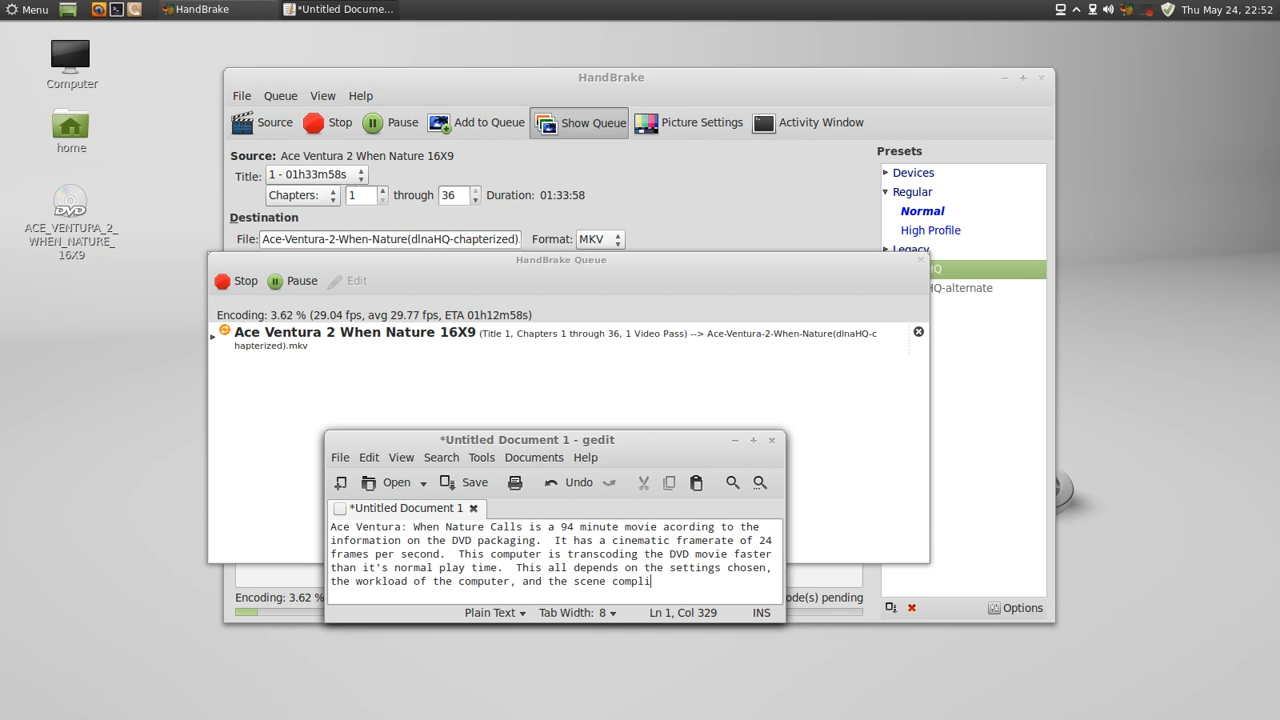 Menu HandBrake *Untitled Docume... Thu May 24, 22:52
Computer
home
ACE_VENTURA_2_
WHEN_NATURE_
16X9
HandBrake
File Queue View Help
Source Stop Pause Add to Queue Show Queue Picture Settings Activity Window
Source: Ace Ventura 2 When Nature 16X9
Title: 1 - 01h33m58s
Chapters: 1 through 36 Duration: 01:33:58
Destination
File: Ace-Ventura-2-When-Nature(dlnaHQ-chapterized). Format: MKV
Presets
Devices
Regular
Normal
High Profile
Legacy
HQ-alternate
HandBrake Queue
Stop Pause Edit
Encoding: 3.62 % (29.04 fps, avg 29.77 fps, ETA 01h12m58s)
Ace Ventura 2 When Nature 16X9 (Title 1, Chapters 1 through 36, 1 Video Pass) --> Ace-Ventura-2-When-Nature(dlnaHQ-c
hapterized).mkv
*Untitled Document 1 - gedit
File Edit View Search Tools Documents Help
Open Save Undo
*Untitled Document 1
Ace Ventura: When Nature Calls is a 94 minute movie acording to the
information on the DVD packaging.  It has a cinematic framerate of 24
frames per second.  This computer is transcoding the DVD movie faster
than it's normal play time.  This all depends on the settings chosen,
the workload of the computer, and the scene compli
Plain Text Tab Width: 8 Ln 1, Col 329 INS
Encoding: 3.62 % ode(s) pending
Options